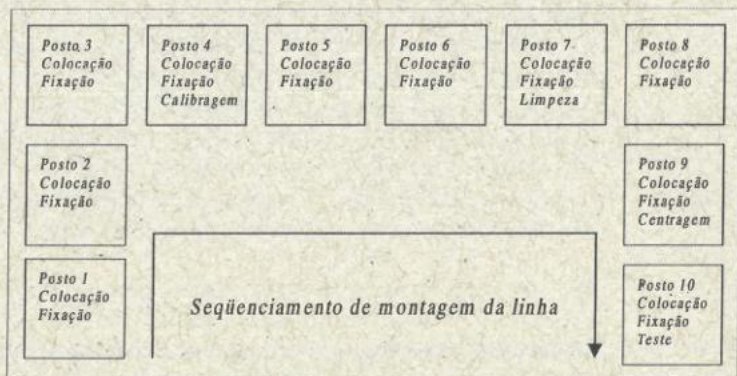 Posto 3
Colocação
Fixação
Posto 4
Colocação
Fixação
Calibragem
Posto 5
Colocação
Fixação
Posto 6
Colocação
Fixação
Posto 7
Colocação
Fixação
Limpeza
Posto 8
Colocação
Fixação
Posto 2
Colocação
Fixação
Posto 9
Colocação
Fixação
Centragem
Posto 1
Colocação
Fixação
Seqüenciamento de montagem da linha
Posto 10
Colocação
Fixação
Teste